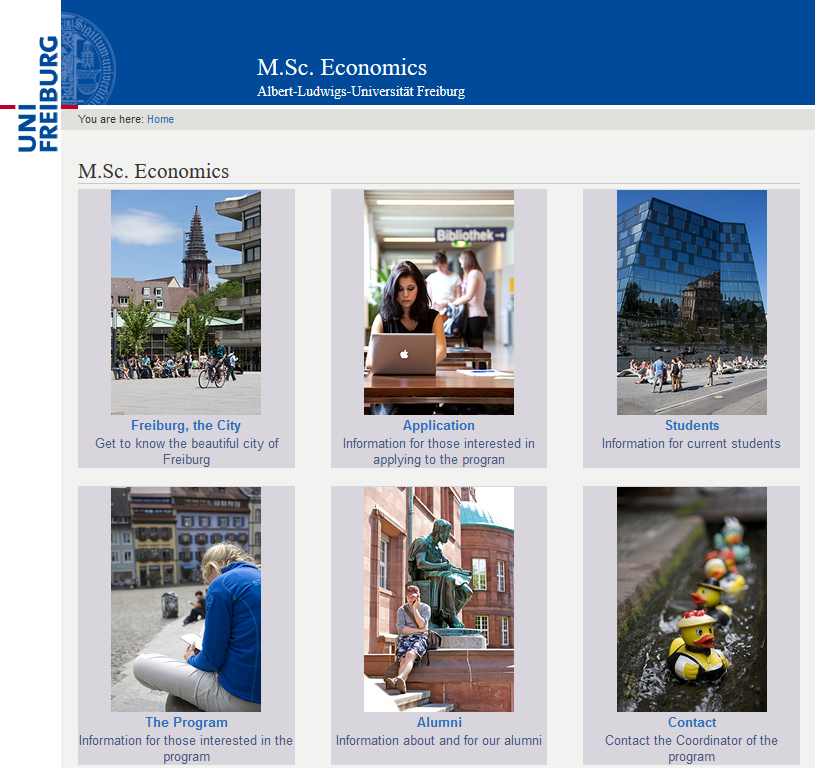 UNI
FREIBURG
M.Sc. Economics
Albert-Ludwigs-Universität Freiburg
You are here: Home
M.Sc. Economics
Bibliothek→
Freiburg, the City
Get to know the beautiful city of
Freiburg
Application
Information for those interested in
applying to the progran
Students
Information for current students
The Program
Information for those interested in the
program
Alumni
Information about and for our alumni
Contact
Contact the Coordinator of the
program